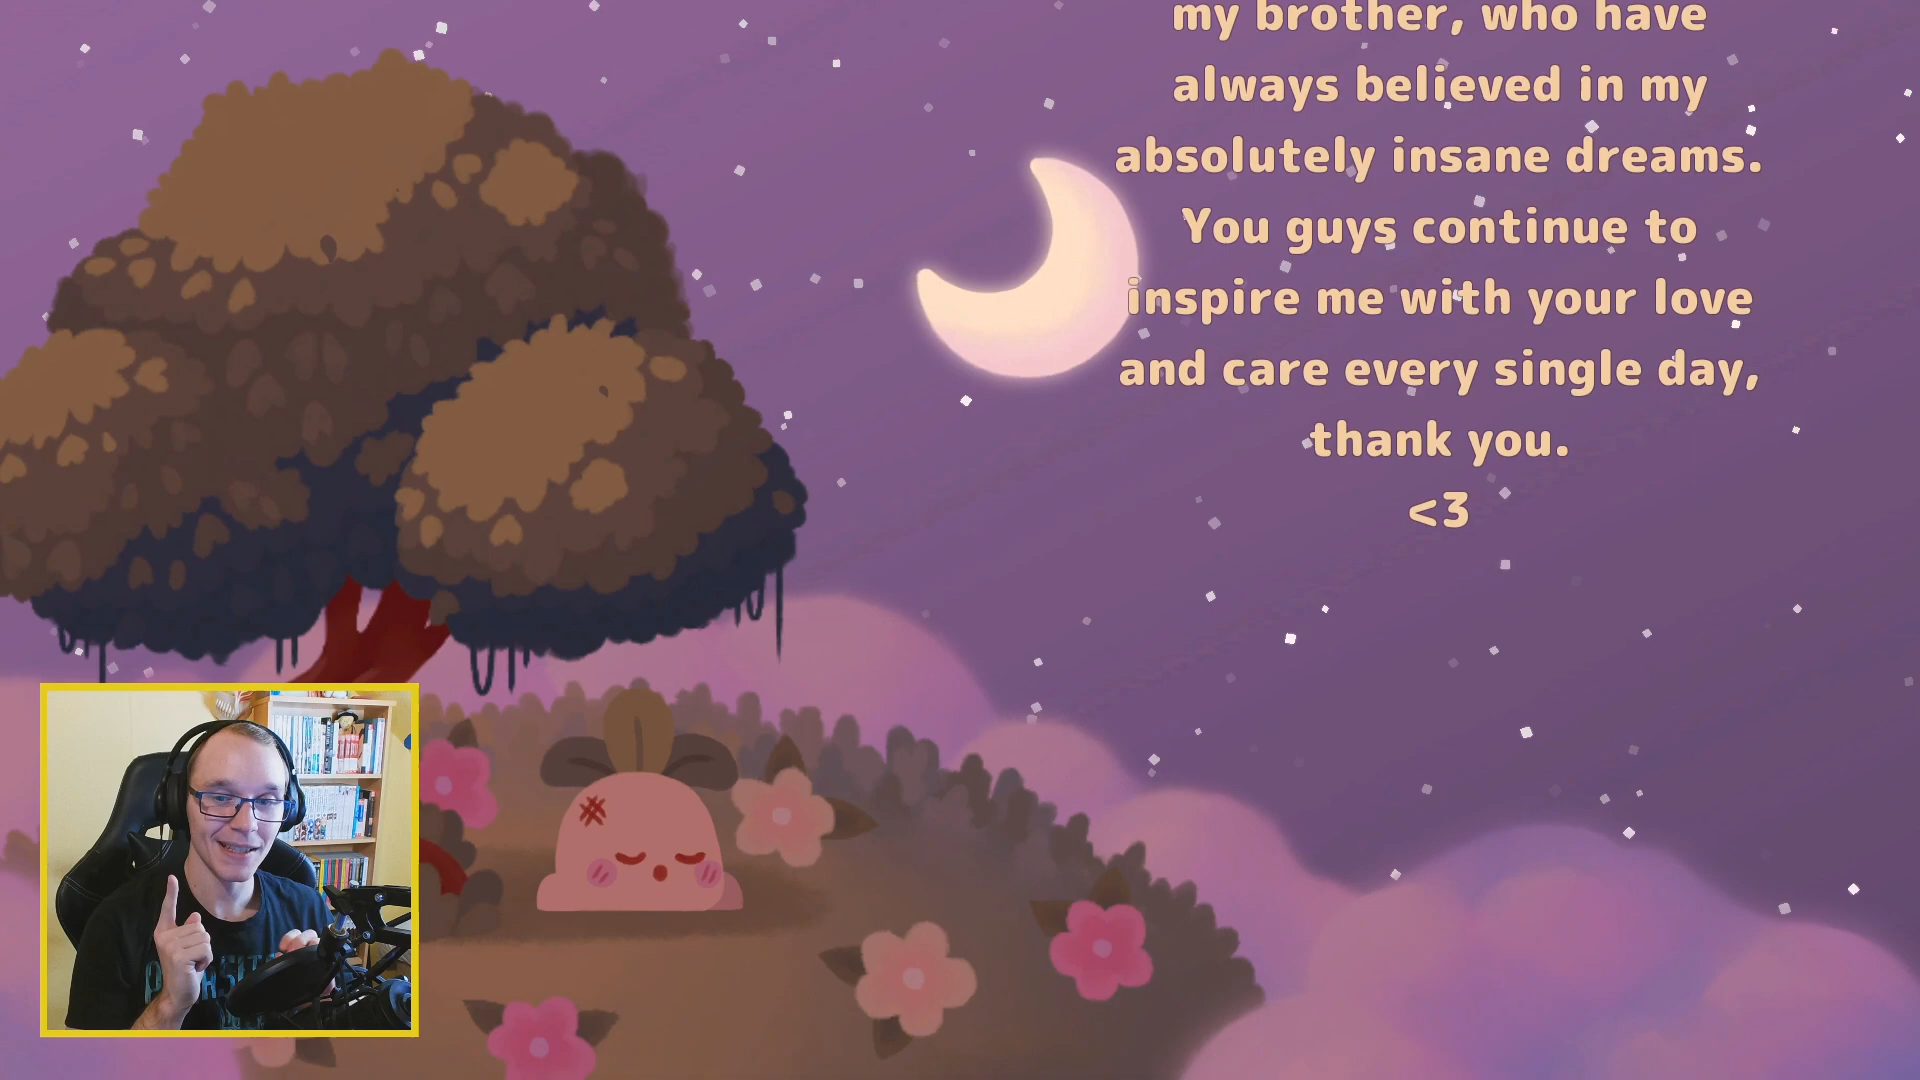 my brother, who have
always believed in my
absolutely insane dreams.
You guys continue to
inspire me with your love
and care every single day,
thank you.
<3